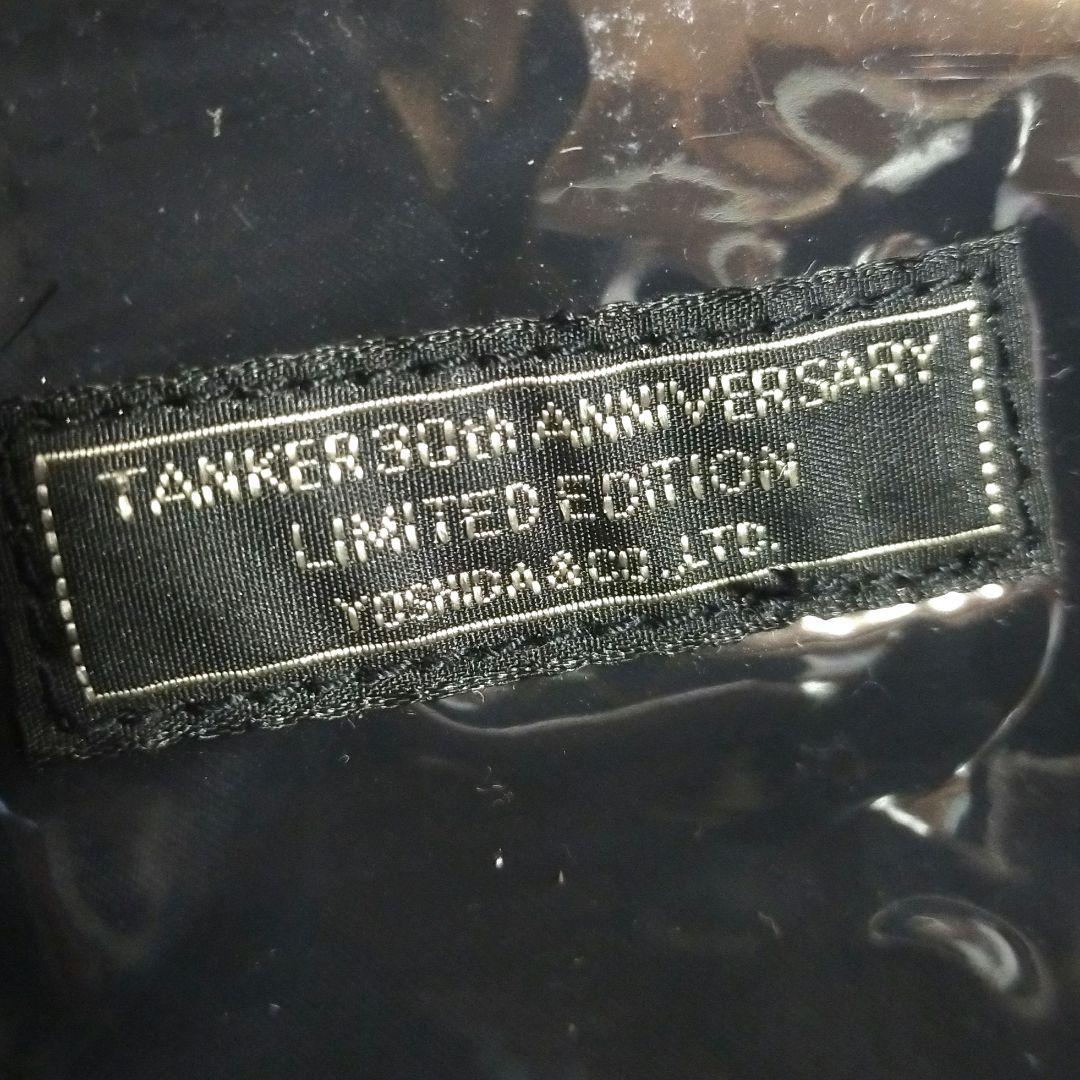 TANKER 30th ANNIVERSARY
LIMITED EDITION
YOSHIDA & CO., LTD.